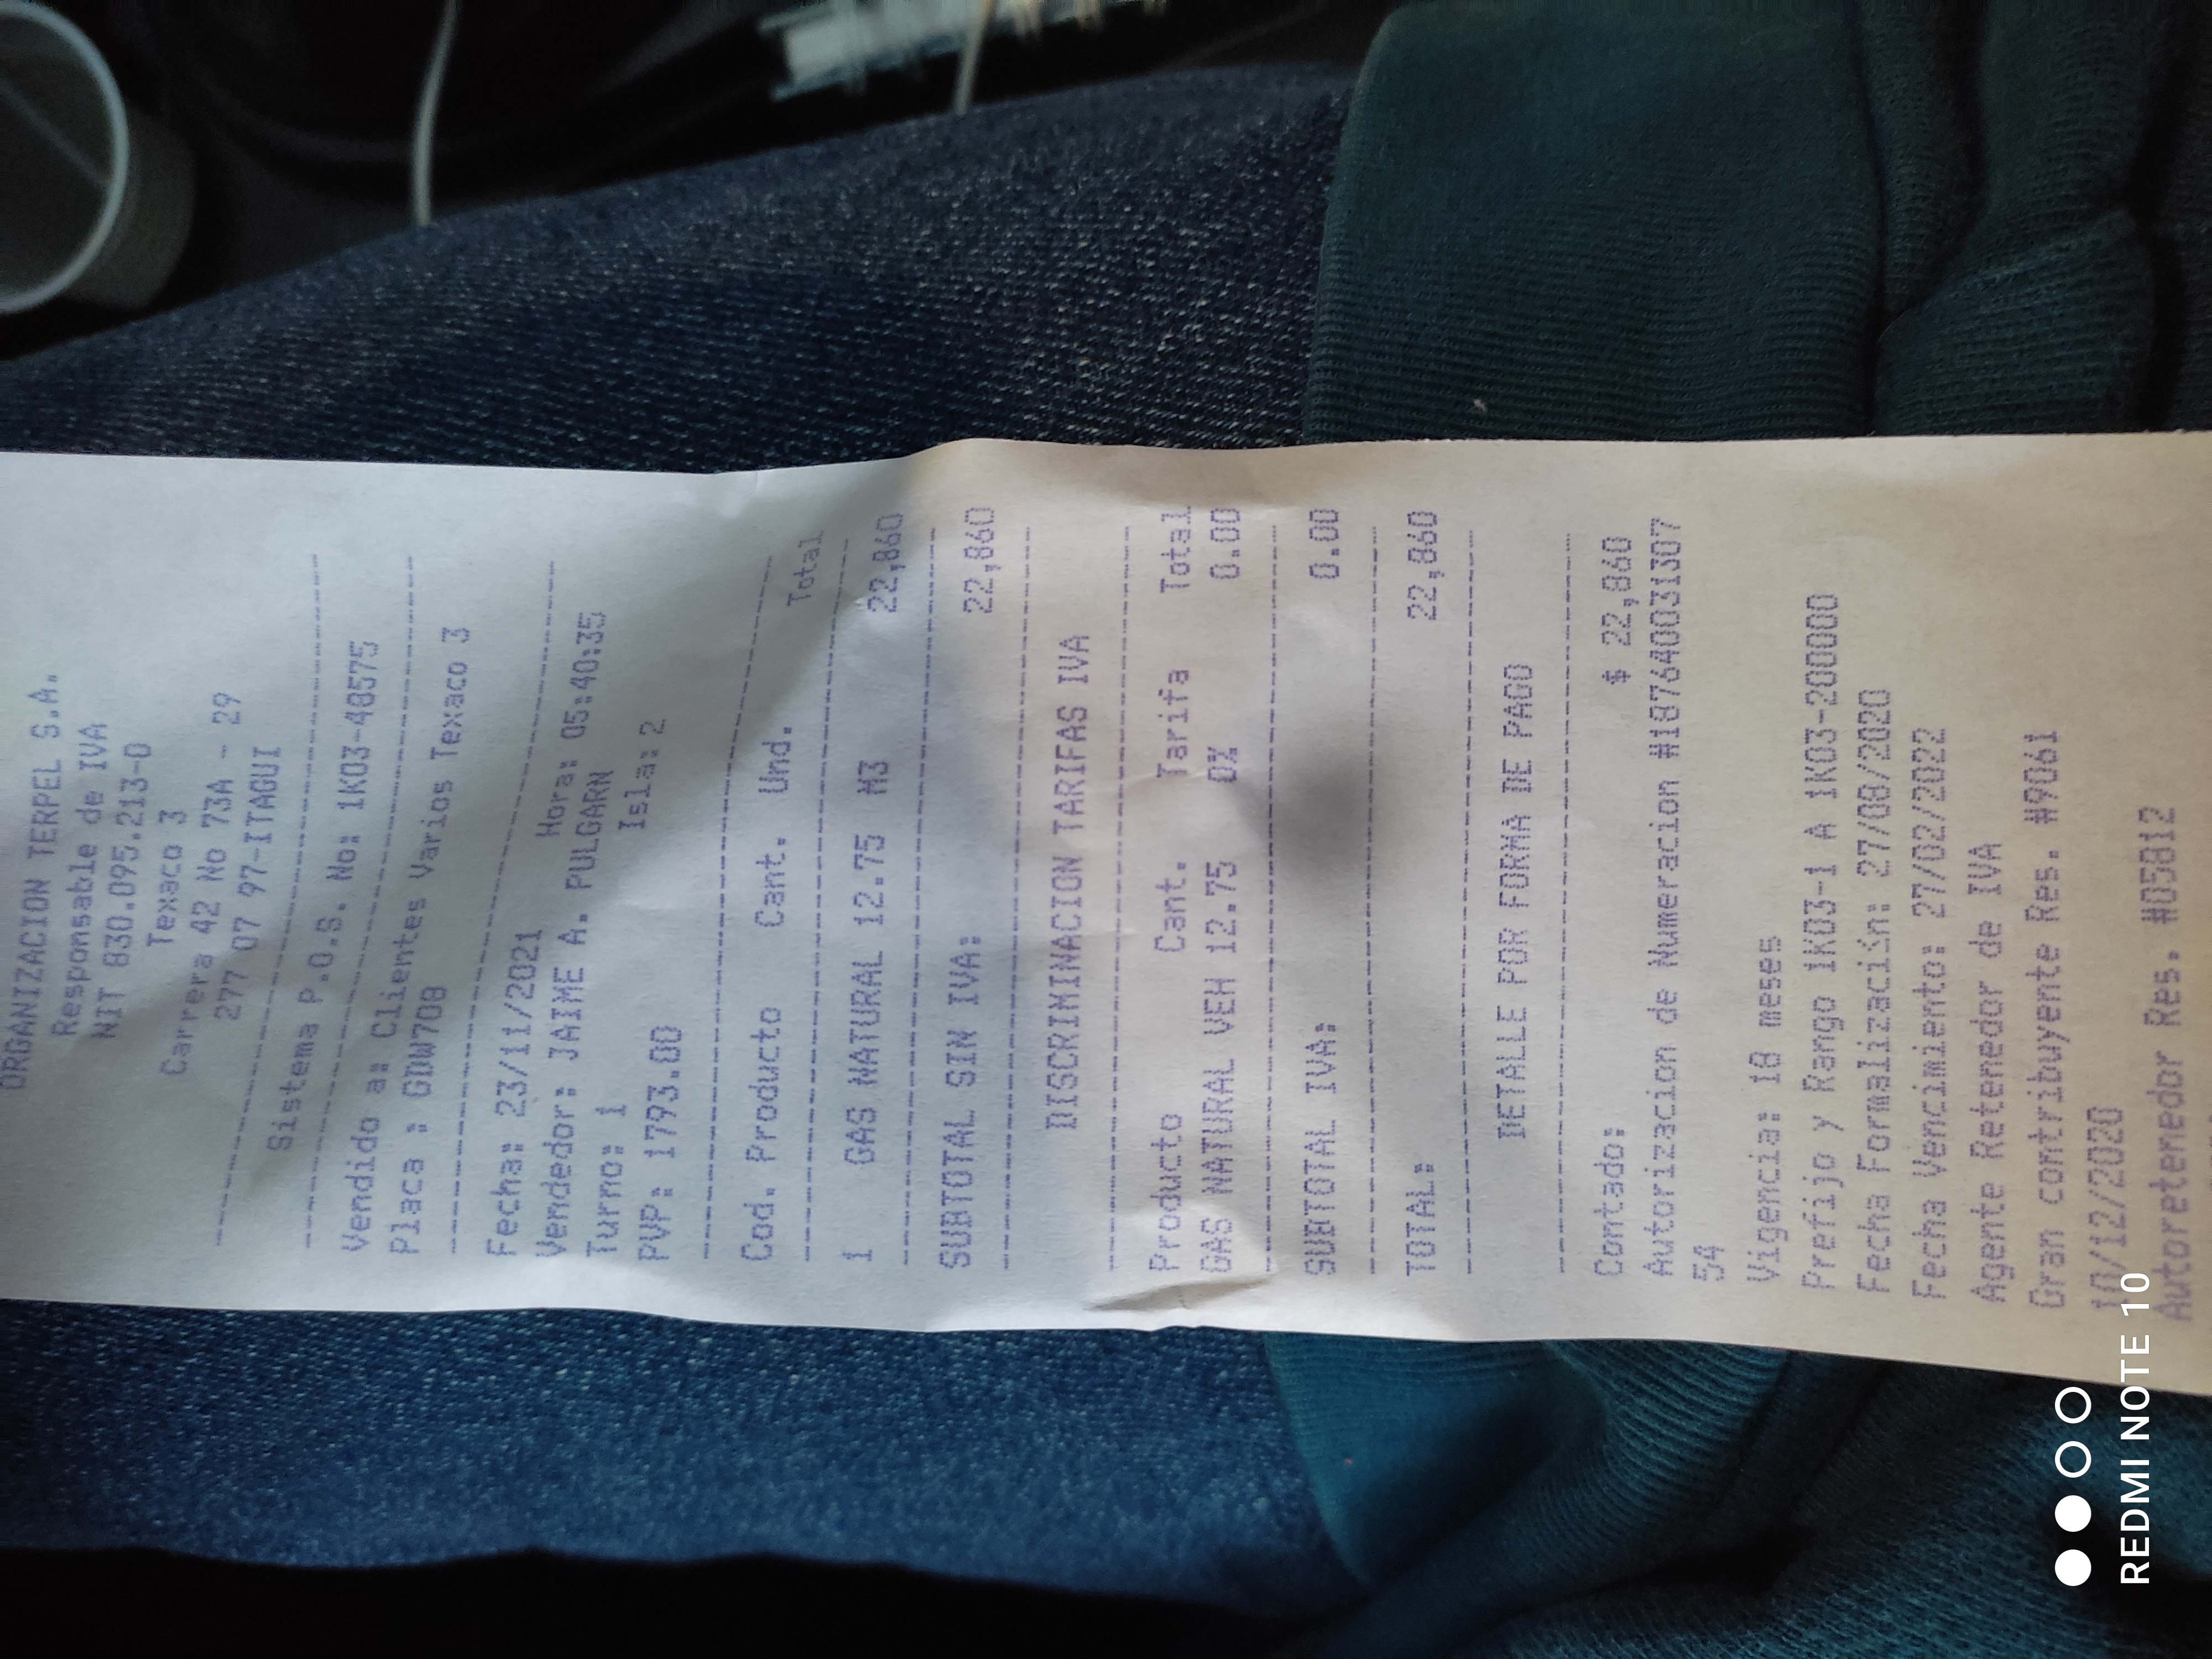 ORGANIZACION TERPEL S.A.
Responsable de IVA
NIT 830.095.213-0
Texaco 3
Carrera 42 No 73A - 29
277 07 97-ITAGUI
Sistema P.O.S. No: 1K03-48575
Vendido a: Clientes Varios Texaco 3
Placa : GDW708
Fecha: 23/11/2021 Hora: 05:40:35
Vendedor: JAIME A. PULGARN
Turno: 1 Isla: 2
PVP: 1793.00
Cod. Producto Cant. Und. Total
1 GAS NATURAL 12.75 M3 22,860
SUBTOTAL SIN IVA: 22,860
DISCRIMINACION TARIFAS IVA
Producto Cant. Tarifa Total
GAS NATURAL VEH 12.75 0% 0.00
SUBTOTAL IVA: 0.00
TOTAL: 22,860
DETALLE POR FORMA DE PAGO
Contado: $ 22,860
Autorizacion de Numeracion #187640031307
54
Vigencia: 18 meses
Prefijo y Rango 1K03-1 A 1K03-200000
Fecha Formalización: 27/08/2020
Fecha Vencimiento: 27/02/2022
Agente Retenedor de IVA
Gran contribuyente Res. #9061
10/12/2020
Autoretenedor Res. #05812
REDMI NOTE 10